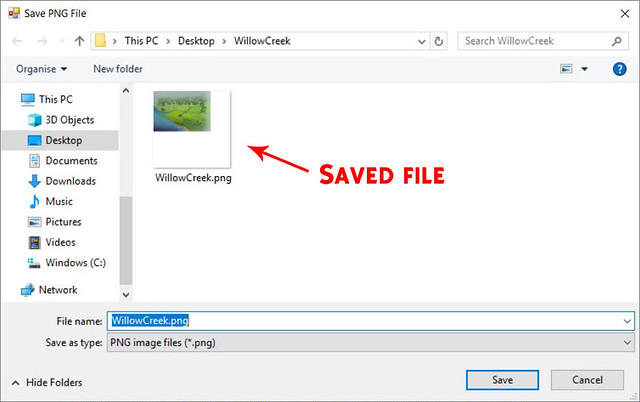 Save PNG File
This PC
Desktop
WillowCreek
Search WillowCreek
Organise
New folder
?
This PC
3D Objects
Desktop
Documents
Downloads
Music
Pictures
Videos
Windows (C:)
Network
WillowCreek.png
SAVED FILE
File name: WillowCreek.png
Save as type: PNG image files (*.png)
Hide Folders
Save
Cancel